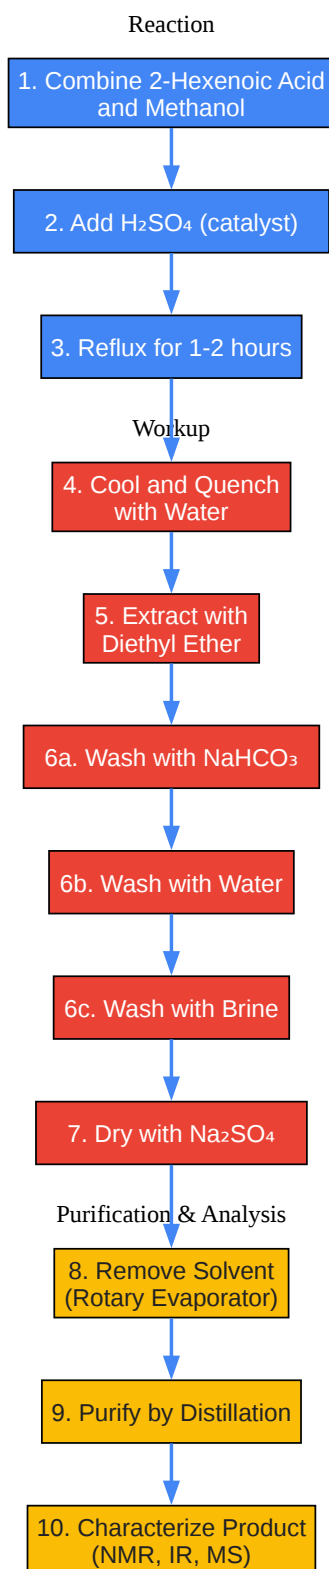 Reaction
1. Combine 2-Hexenoic Acid
and Methanol
2. Add H₂SO₄ (catalyst)
3. Reflux for 1-2 hours
Workup
4. Cool and Quench
with Water
5. Extract with
Diethyl Ether
6a. Wash with NaHCO₃
6b. Wash with Water
6c. Wash with Brine
7. Dry with Na₂SO₄
Purification & Analysis
8. Remove Solvent
(Rotary Evaporator)
9. Purify by Distillation
10. Characterize Product
(NMR, IR, MS)